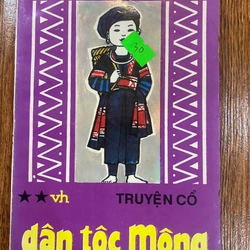 30
★★vh TRUYỆN CỔ
dân tộc Mông